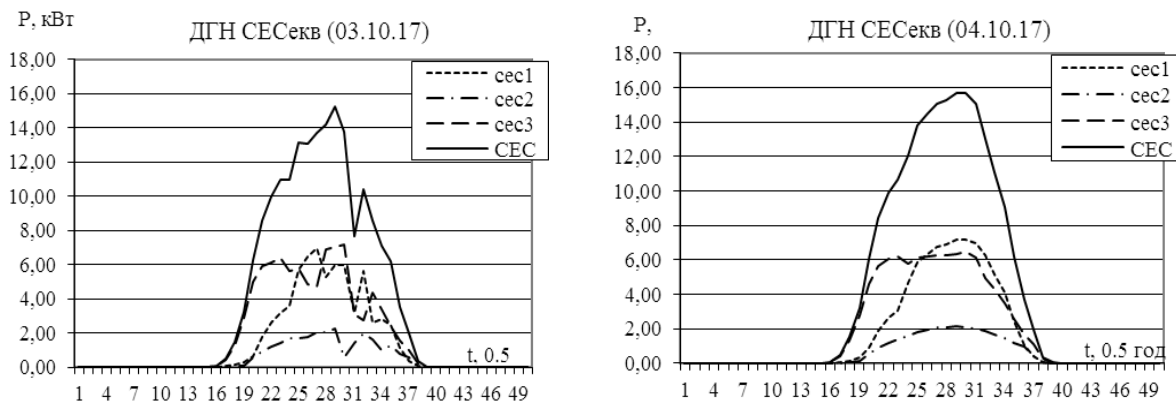 P, кВт
ДГН СЕСекв (03.10.17)
18,00
16,00
14,00
12,00
10,00
8,00
6,00
4,00
2,00
0,00
сес1
сес2
сес3
СЕС
t, 0.5
1 4 7 10 13 16 19 22 25 28 31 34 37 40 43 46 49
P,
ДГН СЕСекв (04.10.17)
18,00
16,00
14,00
12,00
10,00
8,00
6,00
4,00
2,00
0,00
сес1
сес2
сес3
СЕС
t, 0.5 год
1 4 7 10 13 16 19 22 25 28 31 34 37 40 43 46 49